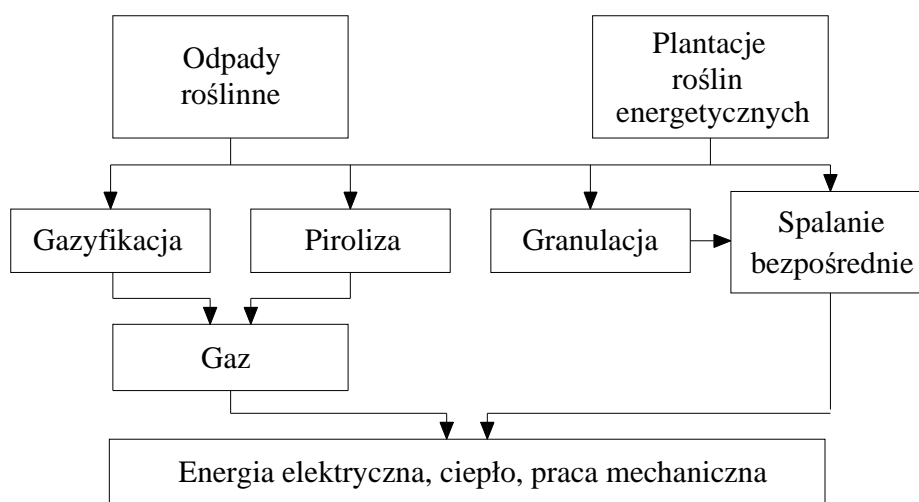 Odpady
roślinne
Plantacje
roślin
energetycznych
Gazyfikacja
Piroliza
Granulacja
Spalanie
bezpośrednie
Gaz
Energia elektryczna, ciepło, praca mechaniczna